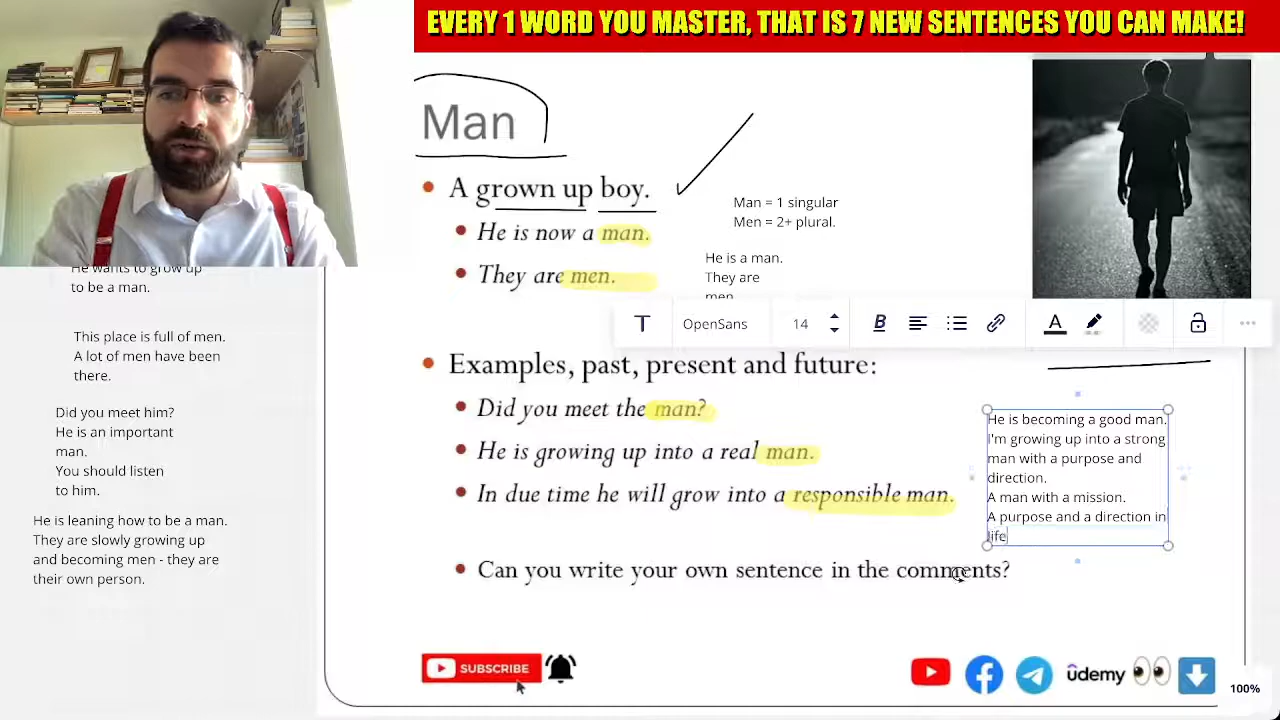 EVERY 1 WORD YOU MASTER, THAT IS 7 NEW SENTENCES YOU CAN MAKE!
Man
A grown up boy.
He is now a man.
They are men.
Man = 1 singular
Men = 2+ plural.
He is a man.
They are
men
T OpenSans 14 B A
Examples, past, present and future:
Did you meet the man?
He is growing up into a real man.
In due time he will grow into a responsible man.
Can you write your own sentence in the comments?
He is becoming a good man.
I'm growing up into a strong
man with a purpose and
direction.
A man with a mission.
A purpose and a direction in
life
He wants to grow up
to be a man.
This place is full of men.
A lot of men have been
there.
Did you meet him?
He is an important
man.
You should listen
to him.
He is leaning how to be a man.
They are slowly growing up
and becoming men - they are
their own person.
SUBSCRIBE
ûdemy
100%